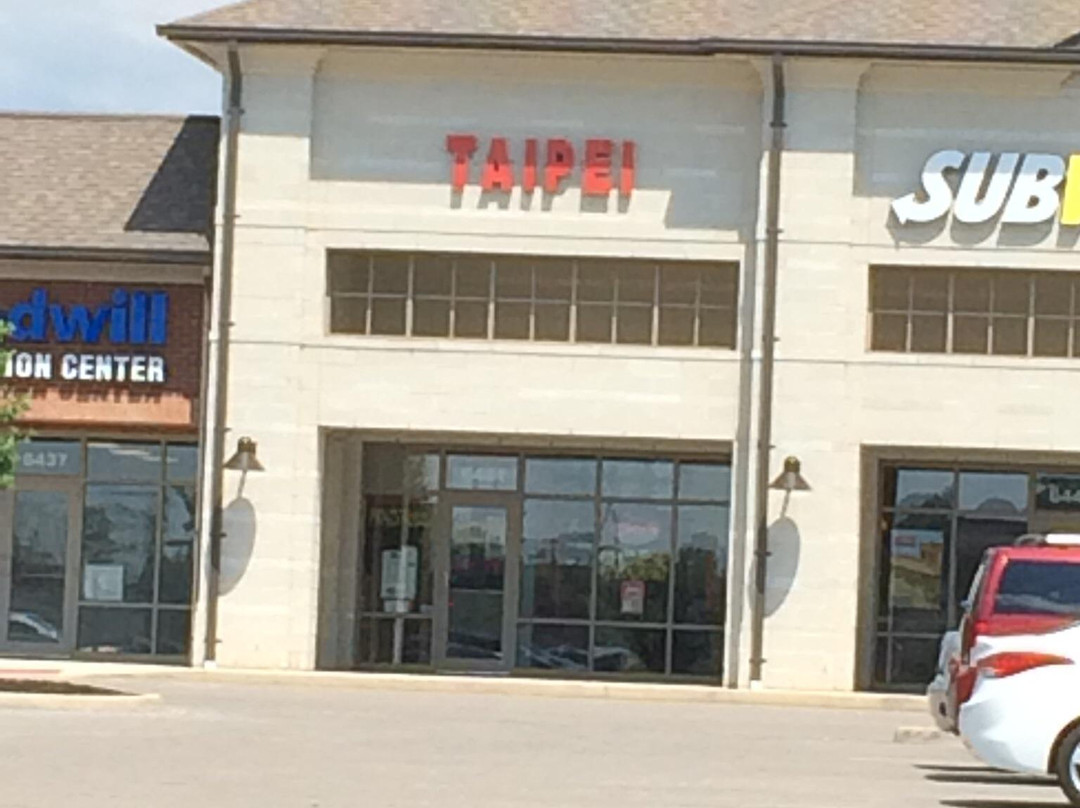 TAIPEI
SUB
dwill
ION CENTER
6437